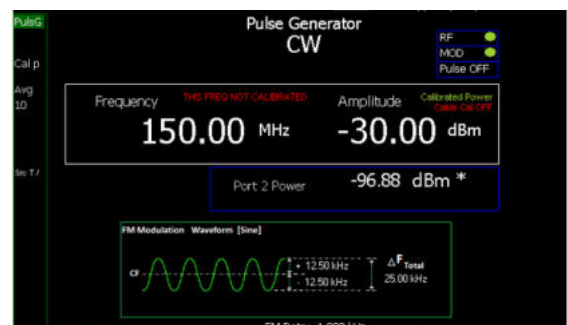 PulsG
Pulse Generator
CW
RF
MOD
Pulse OFF
Cal p
Avg
10
Frequency THIS FREQ NOT CALIBRATED
Amplitude Calibrated Power
Cable Cal OFF
150.00 MHz
-30.00 dBm
Src T/
Port 2 Power -96.88 dBm *
FM Modulation Waveform [Sine]
CF
+ 12.50 kHz
- 12.50 kHz
ΔF Total
25.00 kHz